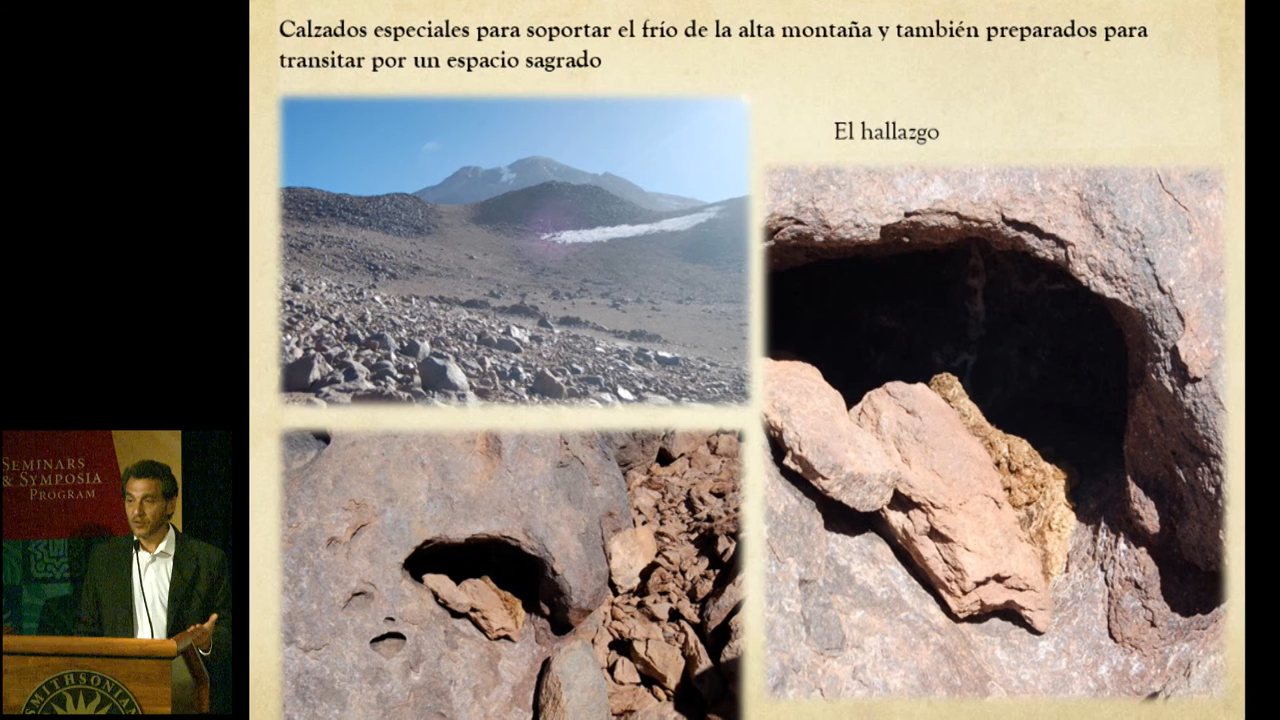 Calzados especiales para soportar el frío de la alta montaña y también preparados para
transitar por un espacio sagrado
El hallazgo
SEMINARS
& SYMPOSIA
PROGRAM
SMITHSONIAN